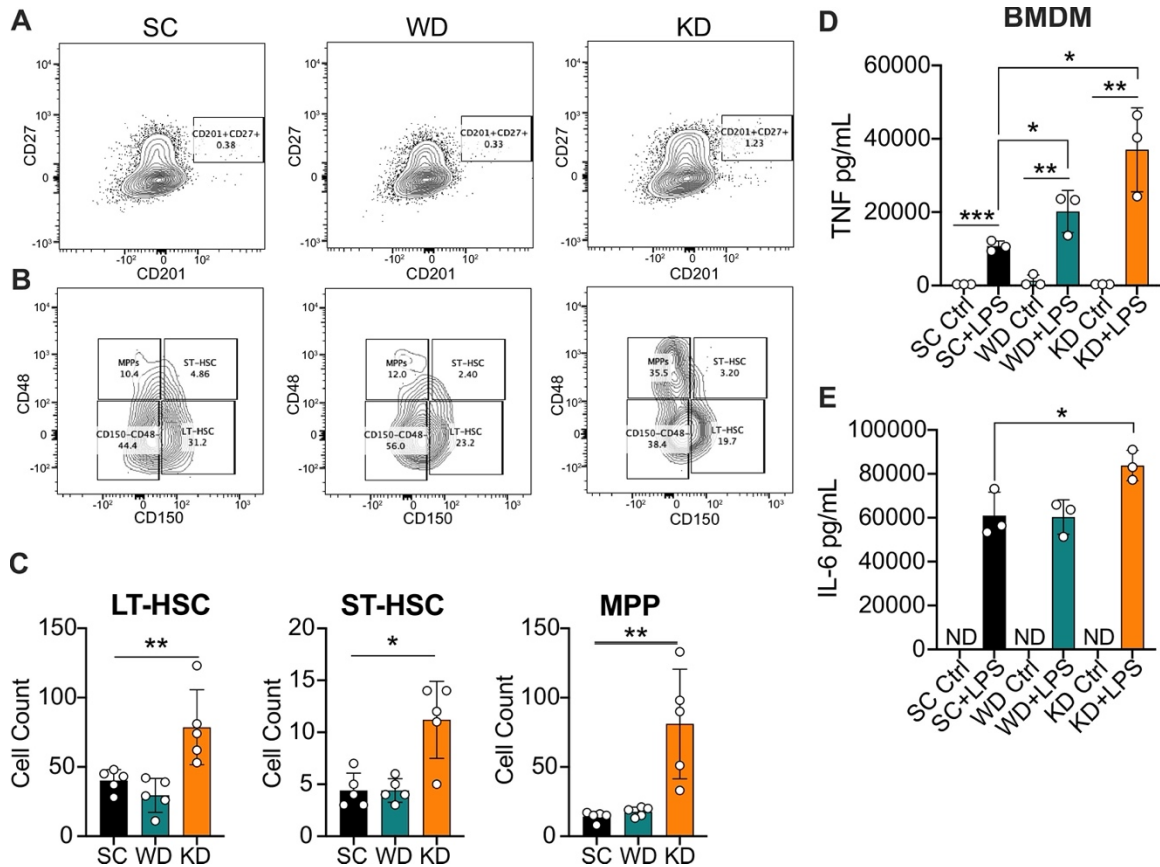 A
SC
WD
KD
CD27
10⁴
10³
0
-10³
CD201+CD27+
0.38
-10² 0 10²
CD201
10⁴
10³
0
-10³
CD201+CD27+
0.33
-10² 0 10²
CD201
10⁴
10³
0
-10³
CD201+CD27+
1.23
-10² 0 10²
CD201
B
CD48
10³
10²
0
-10²
MPPs
10.4
ST-HSC
4.86
CD150-CD48-
44.4
LT-HSC
31.2
-10² 0 10² 10³
CD150
10³
10²
0
-10²
MPPs
12.0
ST-HSC
2.40
CD150-CD48-
56.0
LT-HSC
23.2
-10² 0 10² 10³
CD150
10³
10²
0
-10²
MPPs
35.5
ST-HSC
3.20
CD150-CD48-
38.4
LT-HSC
19.7
-10² 0 10² 10³
CD150
C
LT-HSC
Cell Count
150
100
50
0
**
SC WD KD
ST-HSC
Cell Count
20
15
10
5
0
*
SC WD KD
MPP
Cell Count
150
100
50
0
**
SC WD KD
D
BMDM
TNF pg/mL
60000
40000
20000
0
*
**
*
**
***
SC Ctrl
SC+LPS
WD Ctrl
WD+LPS
KD Ctrl
KD+LPS
E
IL-6 pg/mL
100000
80000
60000
40000
20000
0
*
ND
ND
ND
SC Ctrl
SC+LPS
WD Ctrl
WD+LPS
KD Ctrl
KD+LPS